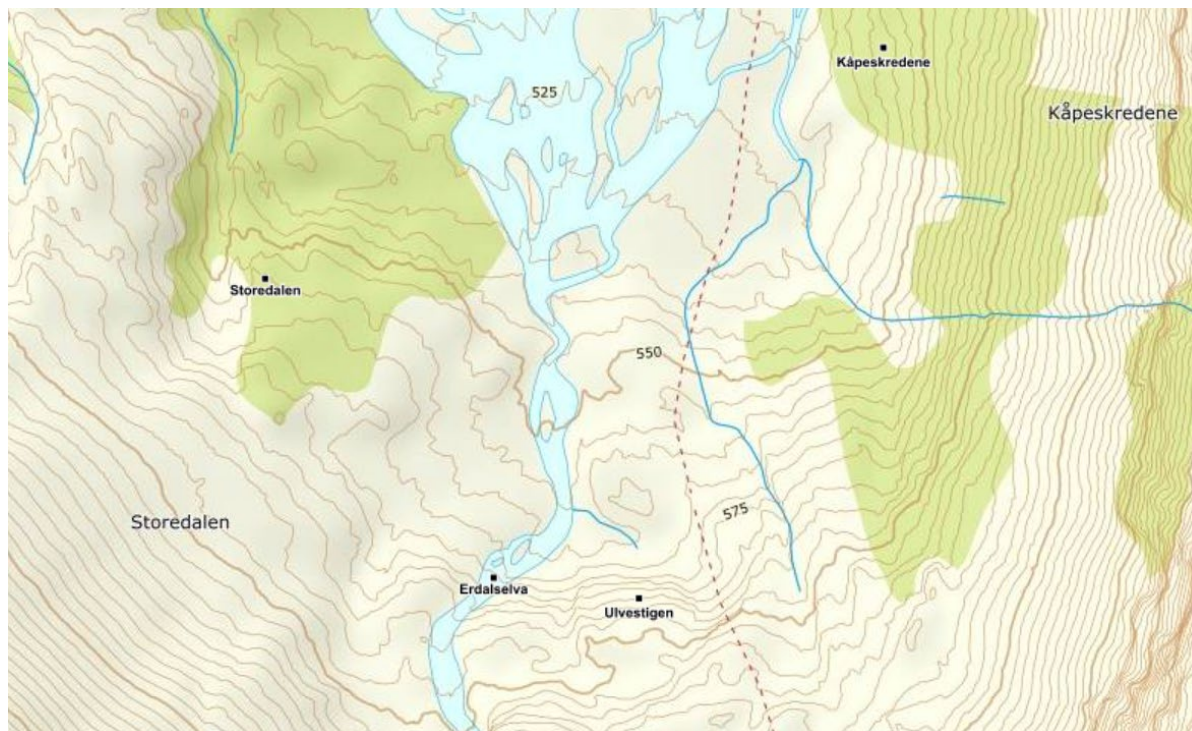 Kåpeskredene
525
Kåpeskredene
Storedalen
550
575
Storedalen
Erdalselva
Ulvestigen